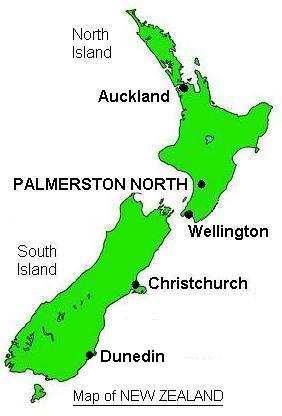 North
Island
Auckland
PALMERSTON NORTH
Wellington
South
Island
Christchurch
Dunedin
Map of NEW ZEALAND